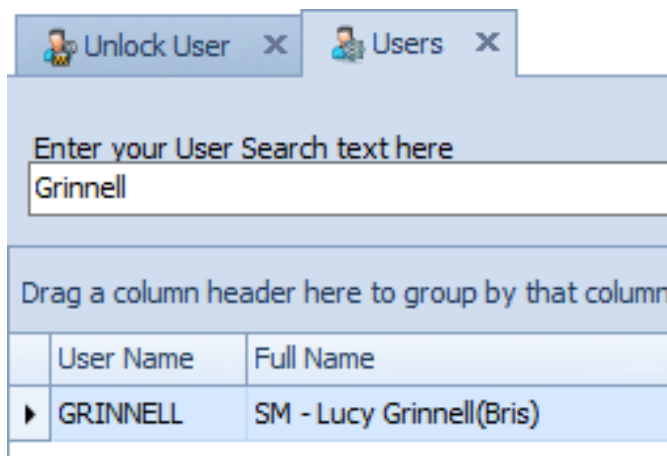 Unlock User Users
Enter your User Search text here
Grinnell
Drag a column header here to group by that column
User Name Full Name
GRINNELL SM - Lucy Grinnell(Bris)